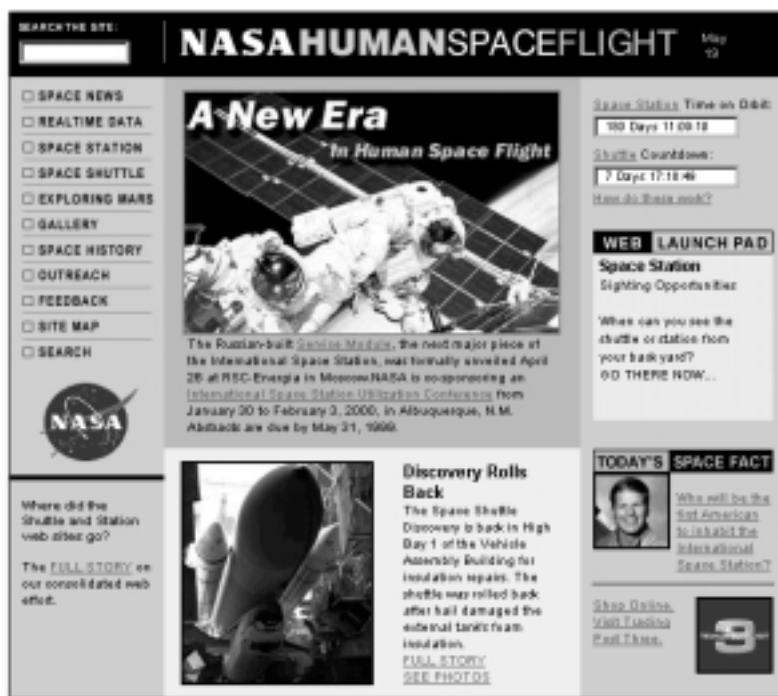 SEARCH THE SITE:
NASA HUMAN SPACEFLIGHT
May
19
SPACE NEWS
REALTIME DATA
SPACE STATION
SPACE SHUTTLE
EXPLORING MARS
GALLERY
SPACE HISTORY
OUTREACH
FEEDBACK
SITE MAP
SEARCH
NASA
Where did the
Shuttle and Station
web sites go?
The FULL STORY on
our consolidated web
effort.
A New Era
In Human Space Flight
The Russian-built Service Module, the next major piece of
the International Space Station, was formally unveiled April
26 at RSC-Energia in Moscow.NASA is co-sponsoring an
International Space Station Utilization Conference from
January 30 to February 3, 2000, in Albuquerque, N.M.
Abstracts are due by May 31, 1999.
Discovery Rolls
Back
The Space Shuttle
Discovery is back in High
Bay 1 of the Vehicle
Assembly Building for
insulation repairs. The
shuttle was rolled back
after hail damaged the
external tank's foam
insulation.
FULL STORY
SEE PHOTOS
Space Station Time on Orbit:
Days
Shuttle Countdown:
7 Days
How do these work?
WEB LAUNCH PAD
Space Station
Sighting Opportunities
When can you see the
shuttle or station from
your back yard?
GO THERE NOW...
TODAY'S SPACE FACT
Who will be the
first American
to inhabit the
International
Space Station?
Shop Online.
Visit Trading
Post Three.
3